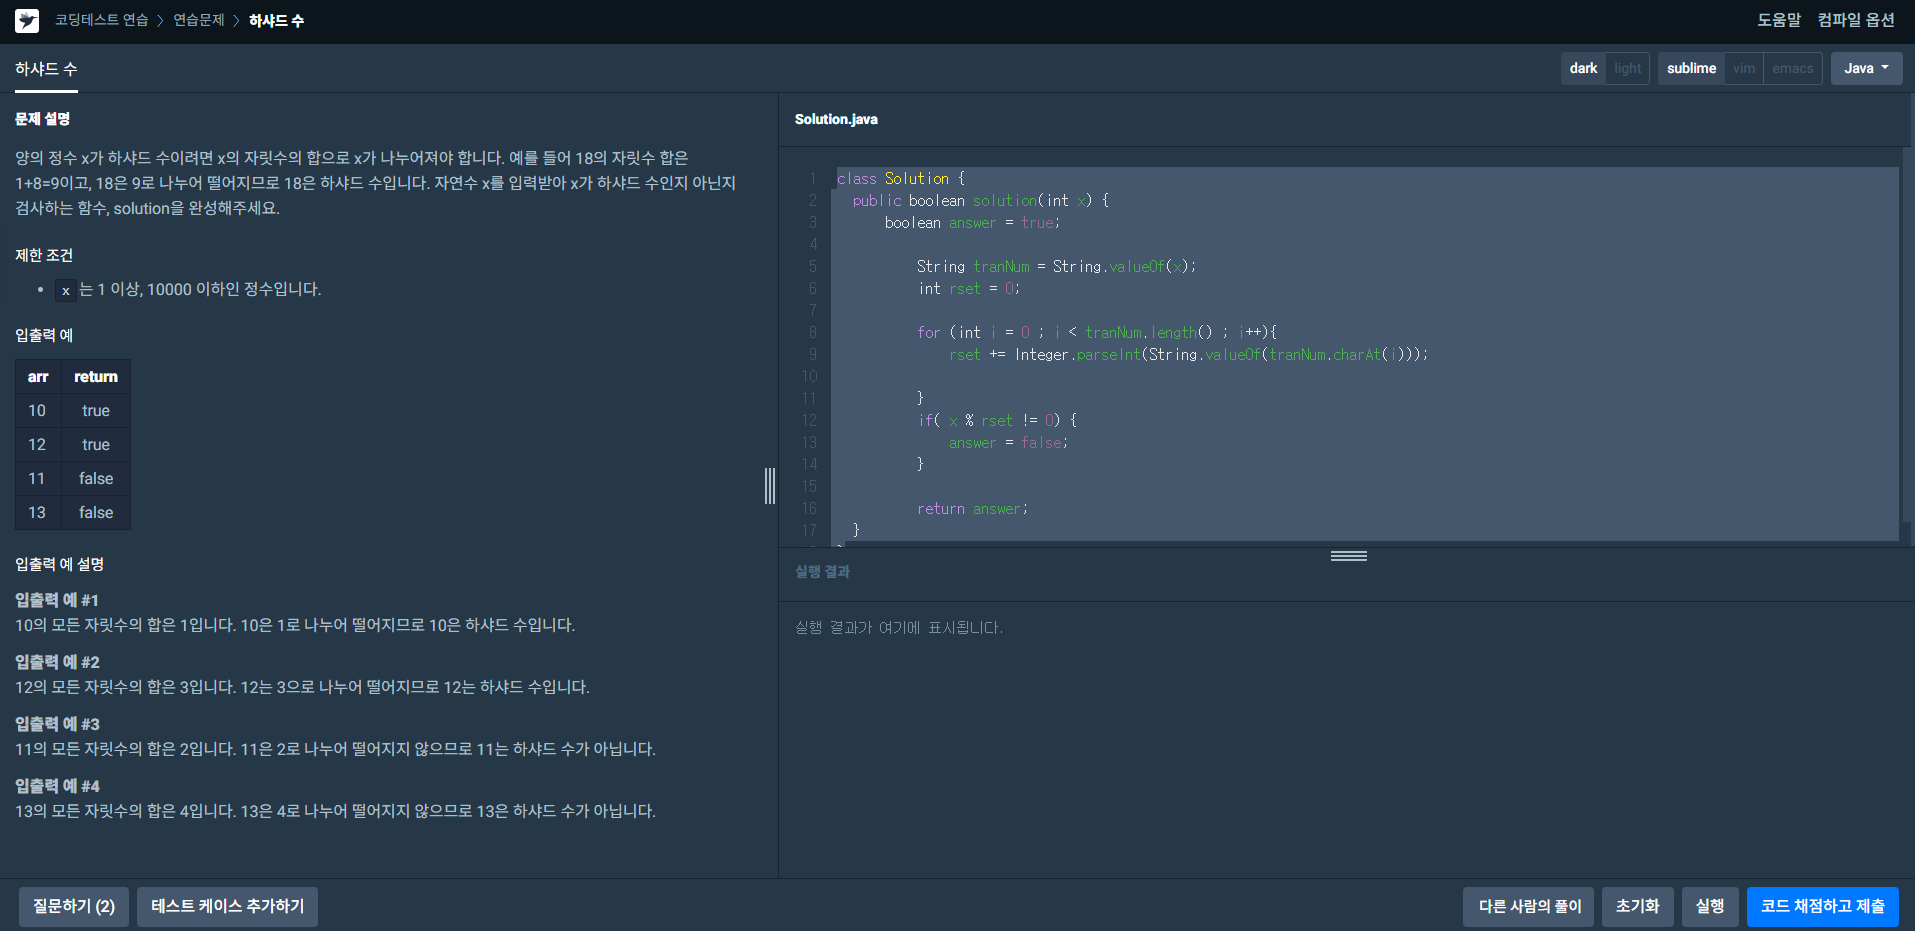 코딩테스트 연습 > 연습문제 > 하샤드 수
도움말 컴파일 옵션
하샤드 수
dark light sublime vim emacs Java
문제 설명
양의 정수 x가 하샤드 수이려면 x의 자릿수의 합으로 x가 나누어져야 합니다. 예를 들어 18의 자릿수 합은
1+8=9이고, 18은 9로 나누어 떨어지므로 18은 하샤드 수입니다. 자연수 x를 입력받아 x가 하샤드 수인지 아닌지
검사하는 함수, solution을 완성해주세요.
제한 조건
• x 는 1 이상, 10000 이하인 정수입니다.
입출력 예
arr return
10 true
12 true
11 false
13 false
입출력 예 설명
입출력 예 #1
10의 모든 자릿수의 합은 1입니다. 10은 1로 나누어 떨어지므로 10은 하샤드 수입니다.
입출력 예 #2
12의 모든 자릿수의 합은 3입니다. 12는 3으로 나누어 떨어지므로 12는 하샤드 수입니다.
입출력 예 #3
11의 모든 자릿수의 합은 2입니다. 11은 2로 나누어 떨어지지 않으므로 11는 하샤드 수가 아닙니다.
입출력 예 #4
13의 모든 자릿수의 합은 4입니다. 13은 4로 나누어 떨어지지 않으므로 13은 하샤드 수가 아닙니다.
Solution.java
1 class Solution {
2 public boolean solution(int x) {
3 boolean answer = true;
4
5 String tranNum = String.valueOf(x);
6 int rset = 0;
7
8 for (int i = 0 ; i < tranNum.length() ; i++){
9 rset += Integer.parseInt(String.valueOf(tranNum.charAt(i)));
10
11 }
12 if( x % rset != 0) {
13 answer = false;
14 }
15
16 return answer;
17 }
실행 결과
실행 결과가 여기에 표시됩니다.
질문하기 (2) 테스트 케이스 추가하기
다른 사람의 풀이 초기화 실행 코드 채점하고 제출